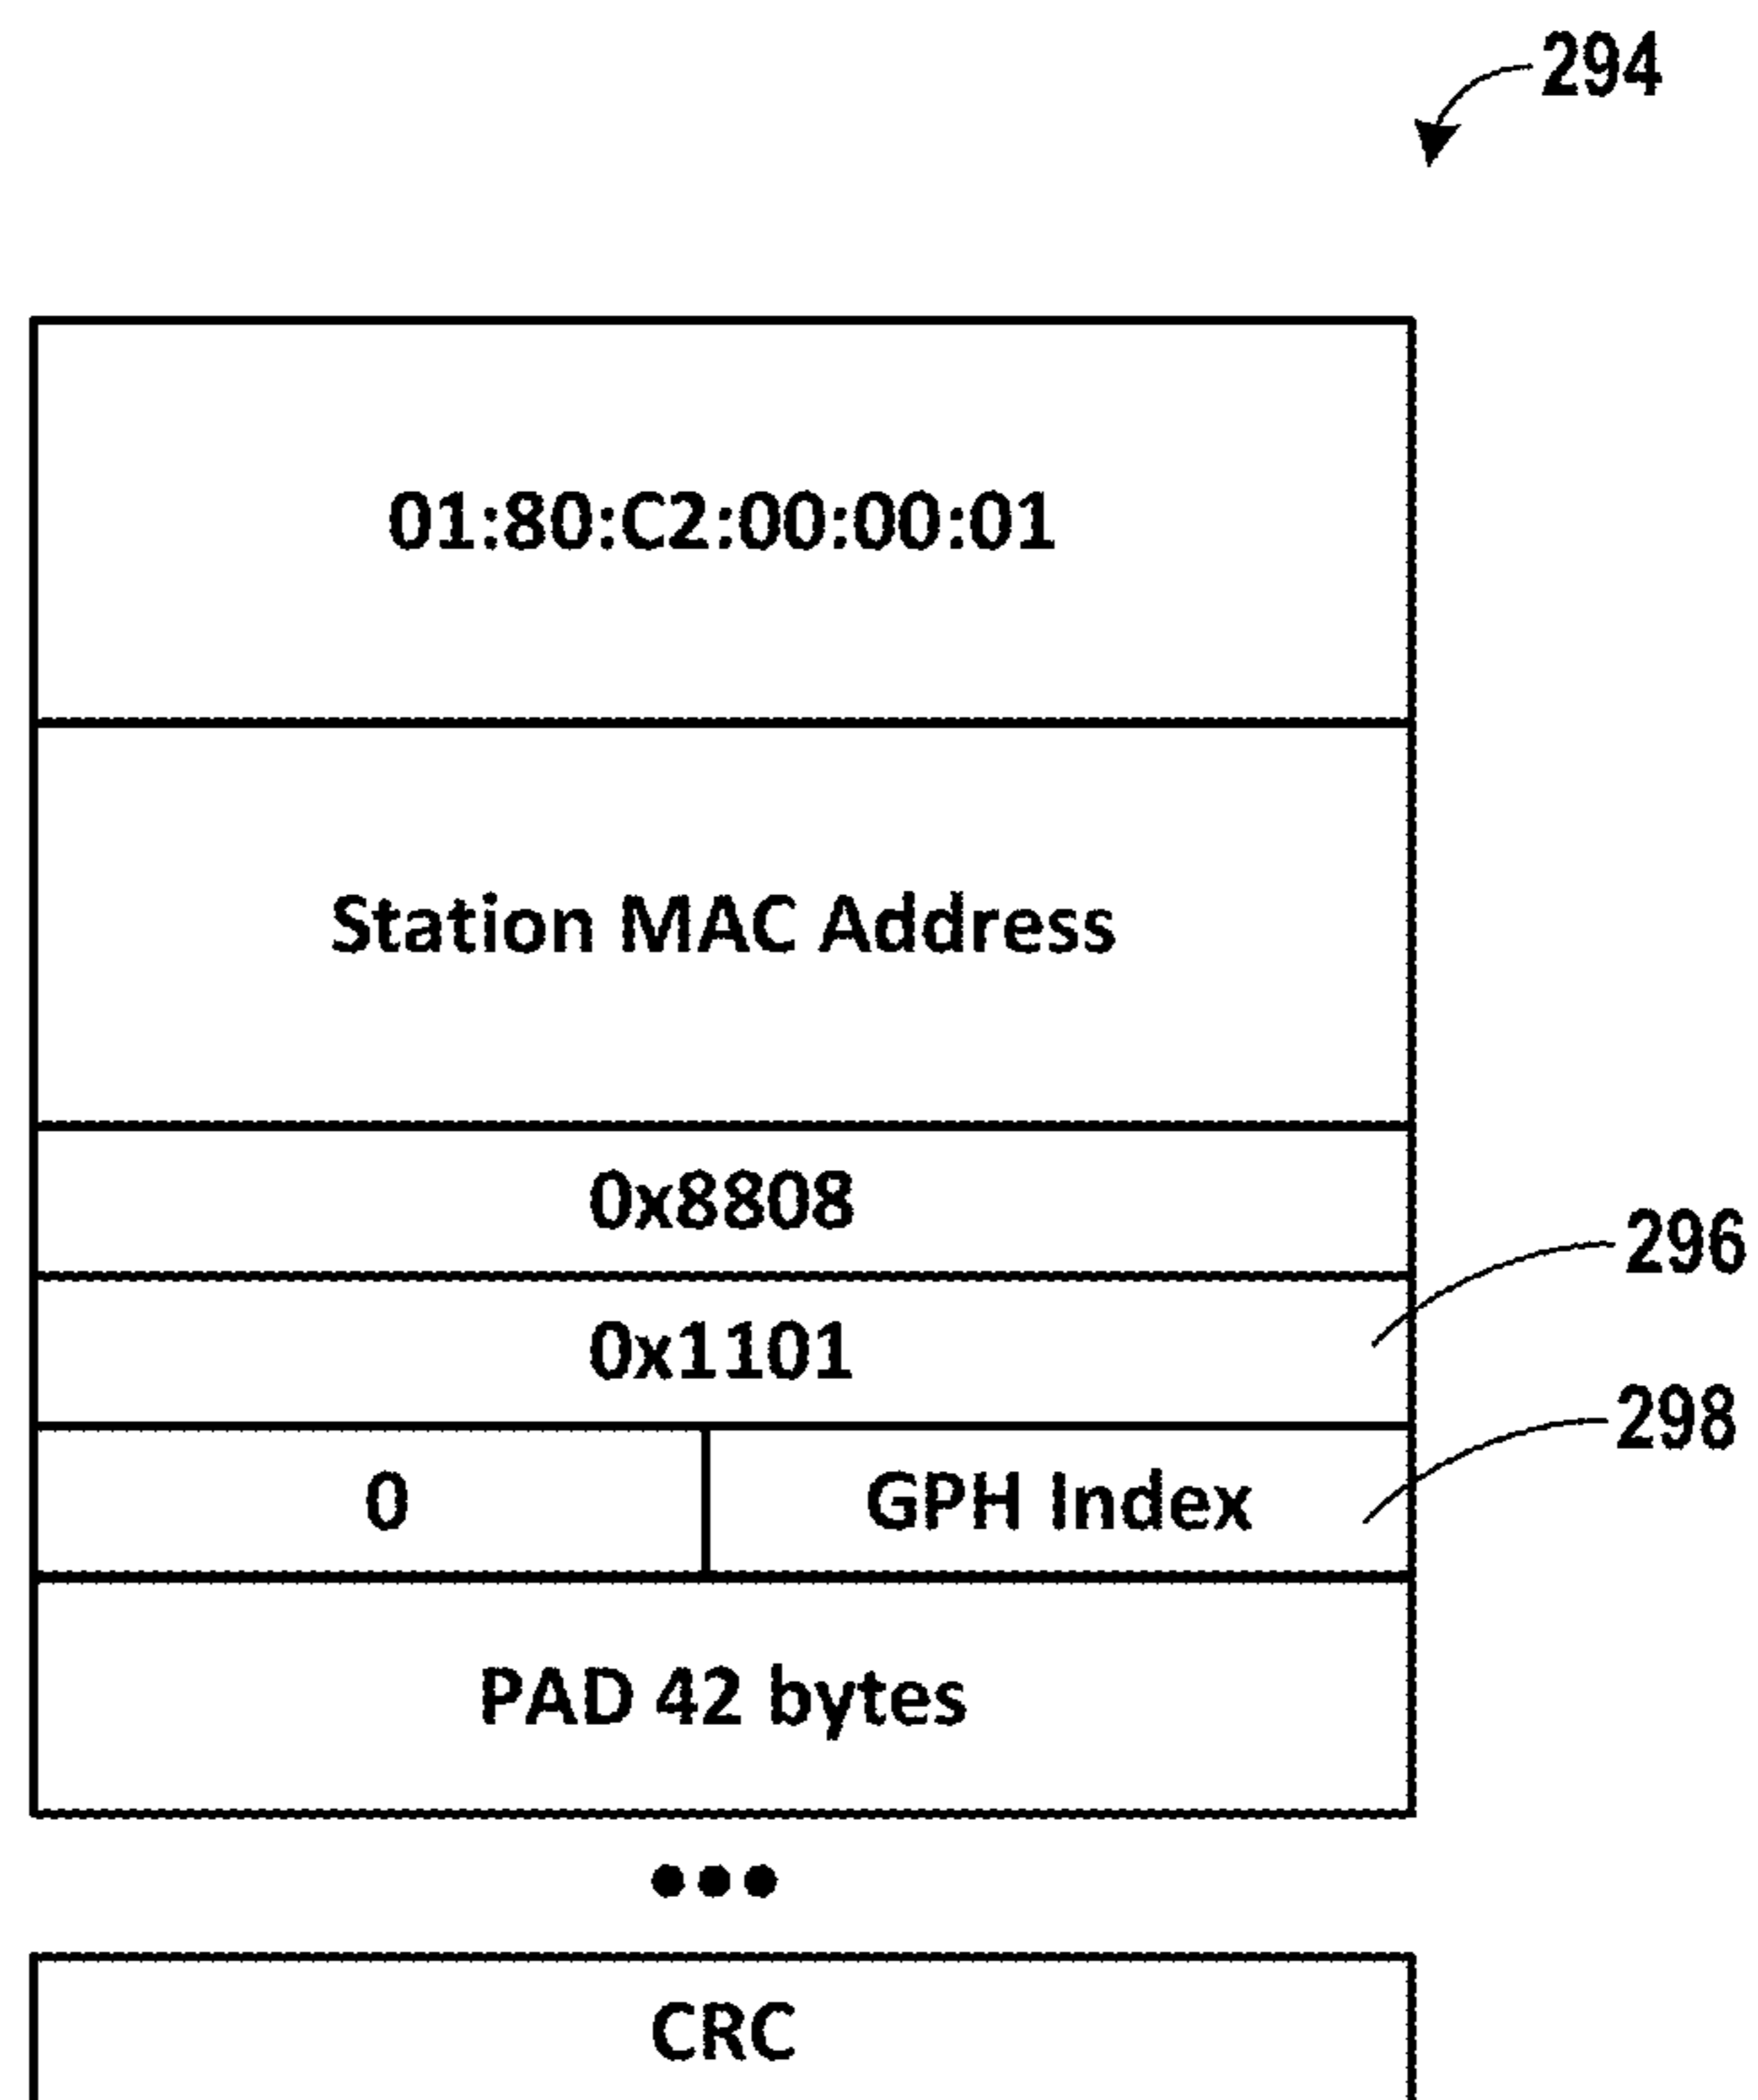 294
01:80:C2:00:00:01
Station MAC Address
0x8808
296
0x1101
298
0 GPH Index
PAD 42 bytes
CRC